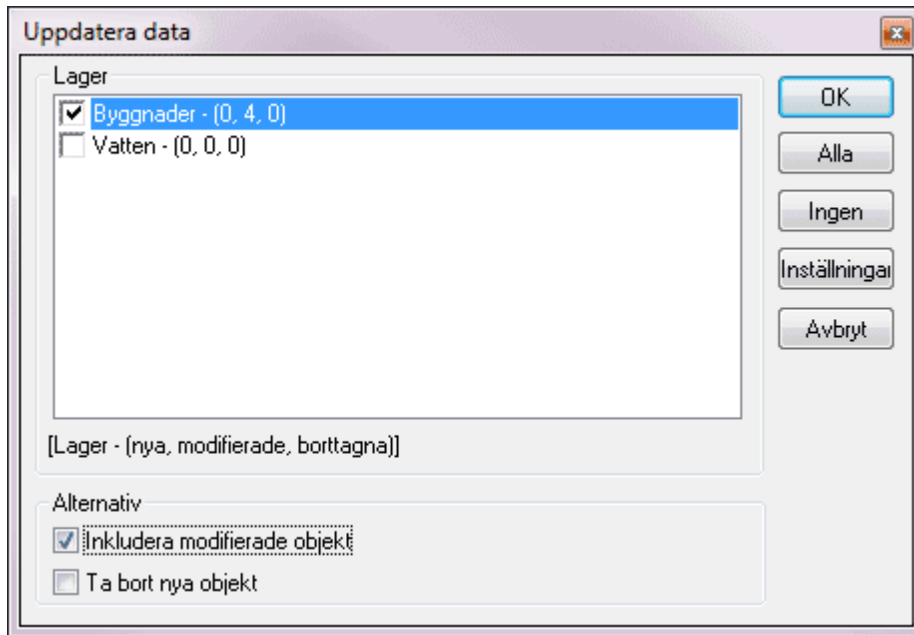 Uppdatera data
Lager
Byggnader - (0, 4, 0)
Vatten - (0, 0, 0)
[Lager - (nya, modifierade, borttagna)]
Alternativ
Inkludera modifierade objekt
Ta bort nya objekt
OK
Alla
Ingen
Inställningar
Avbryt